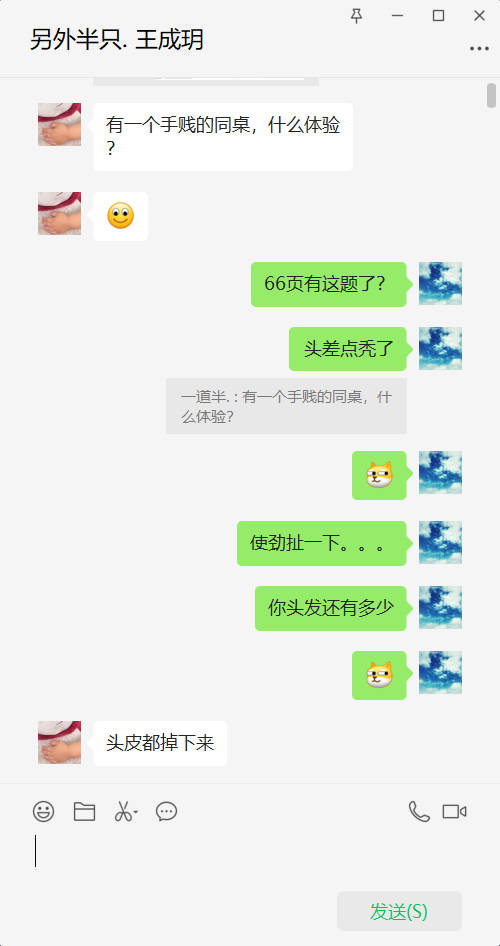 另外半只. 王成玥
有一个手贱的同桌，什么体验
？
66页有这题了？
头差点秃了
一道半. : 有一个手贱的同桌，什
么体验？
使劲扯一下。。。
你头发还有多少
头皮都掉下来
发送(S)